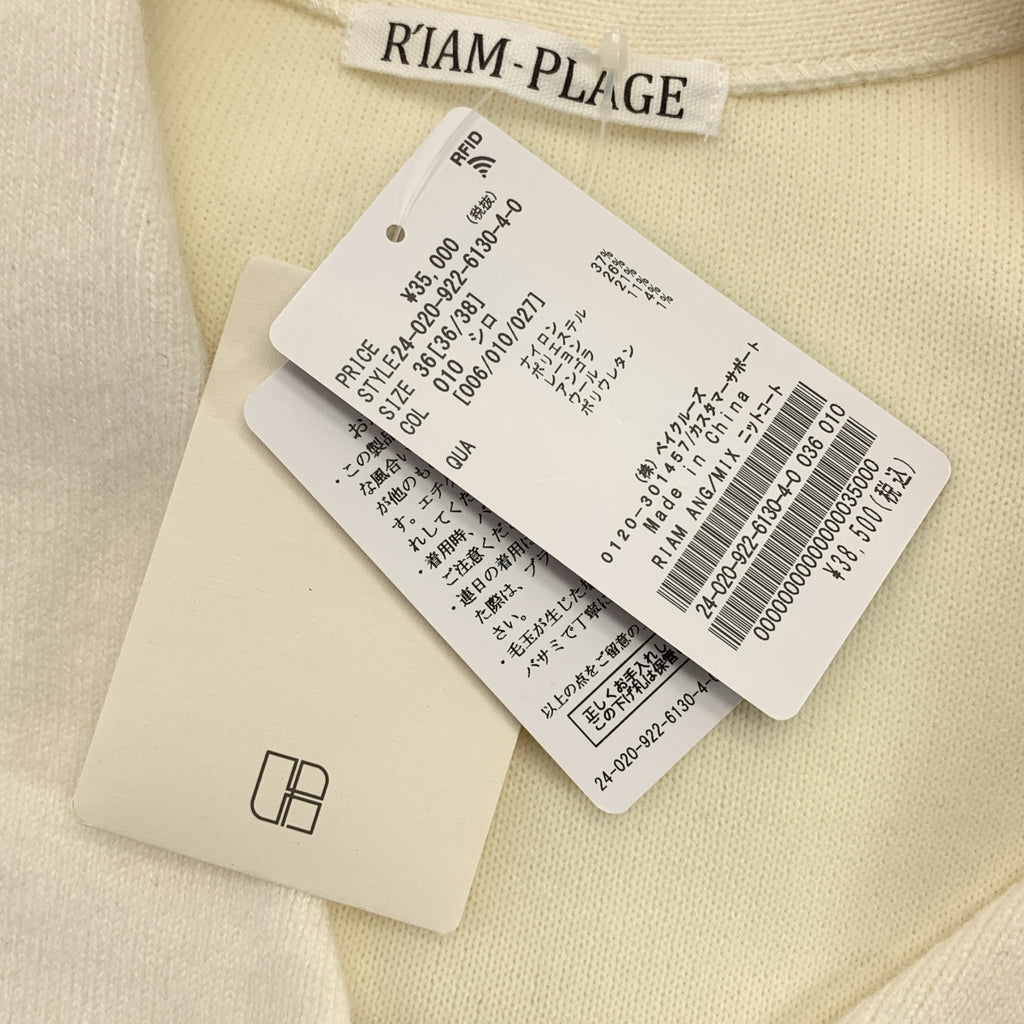 R'IAM-PLAGE
RFID
PRICE ¥35,000 (税抜)
STYLE24-020-922-6130-4-0
SIZE 36[36/38]
COL 010 シロ
[006/010/027]
QUA
ナイロン 37%
ポリエステル 26%
レーヨン 21%
アンゴラ 11%
ウール 4%
ポリウレタン 1%
(株) ベイクルーズ
0120-301457/カスタマーサポート
Made in China
RIAM ANG/MIX ニットコート
24-020-922-6130-4-0 036 010
0000000000000000035000
¥38,500(税込)
・この製品
な風合い
が他のも
す。エチケ
れしてくだ
・着用時、バ
ご注意くだ
・連日の着用は
た際は、ブラ
さい。
・毛玉が生じた場
バサミで丁寧に
以上の点をご留意の
正しくお手入れし
この下げ札は保管
24-020-922-6130-4-0